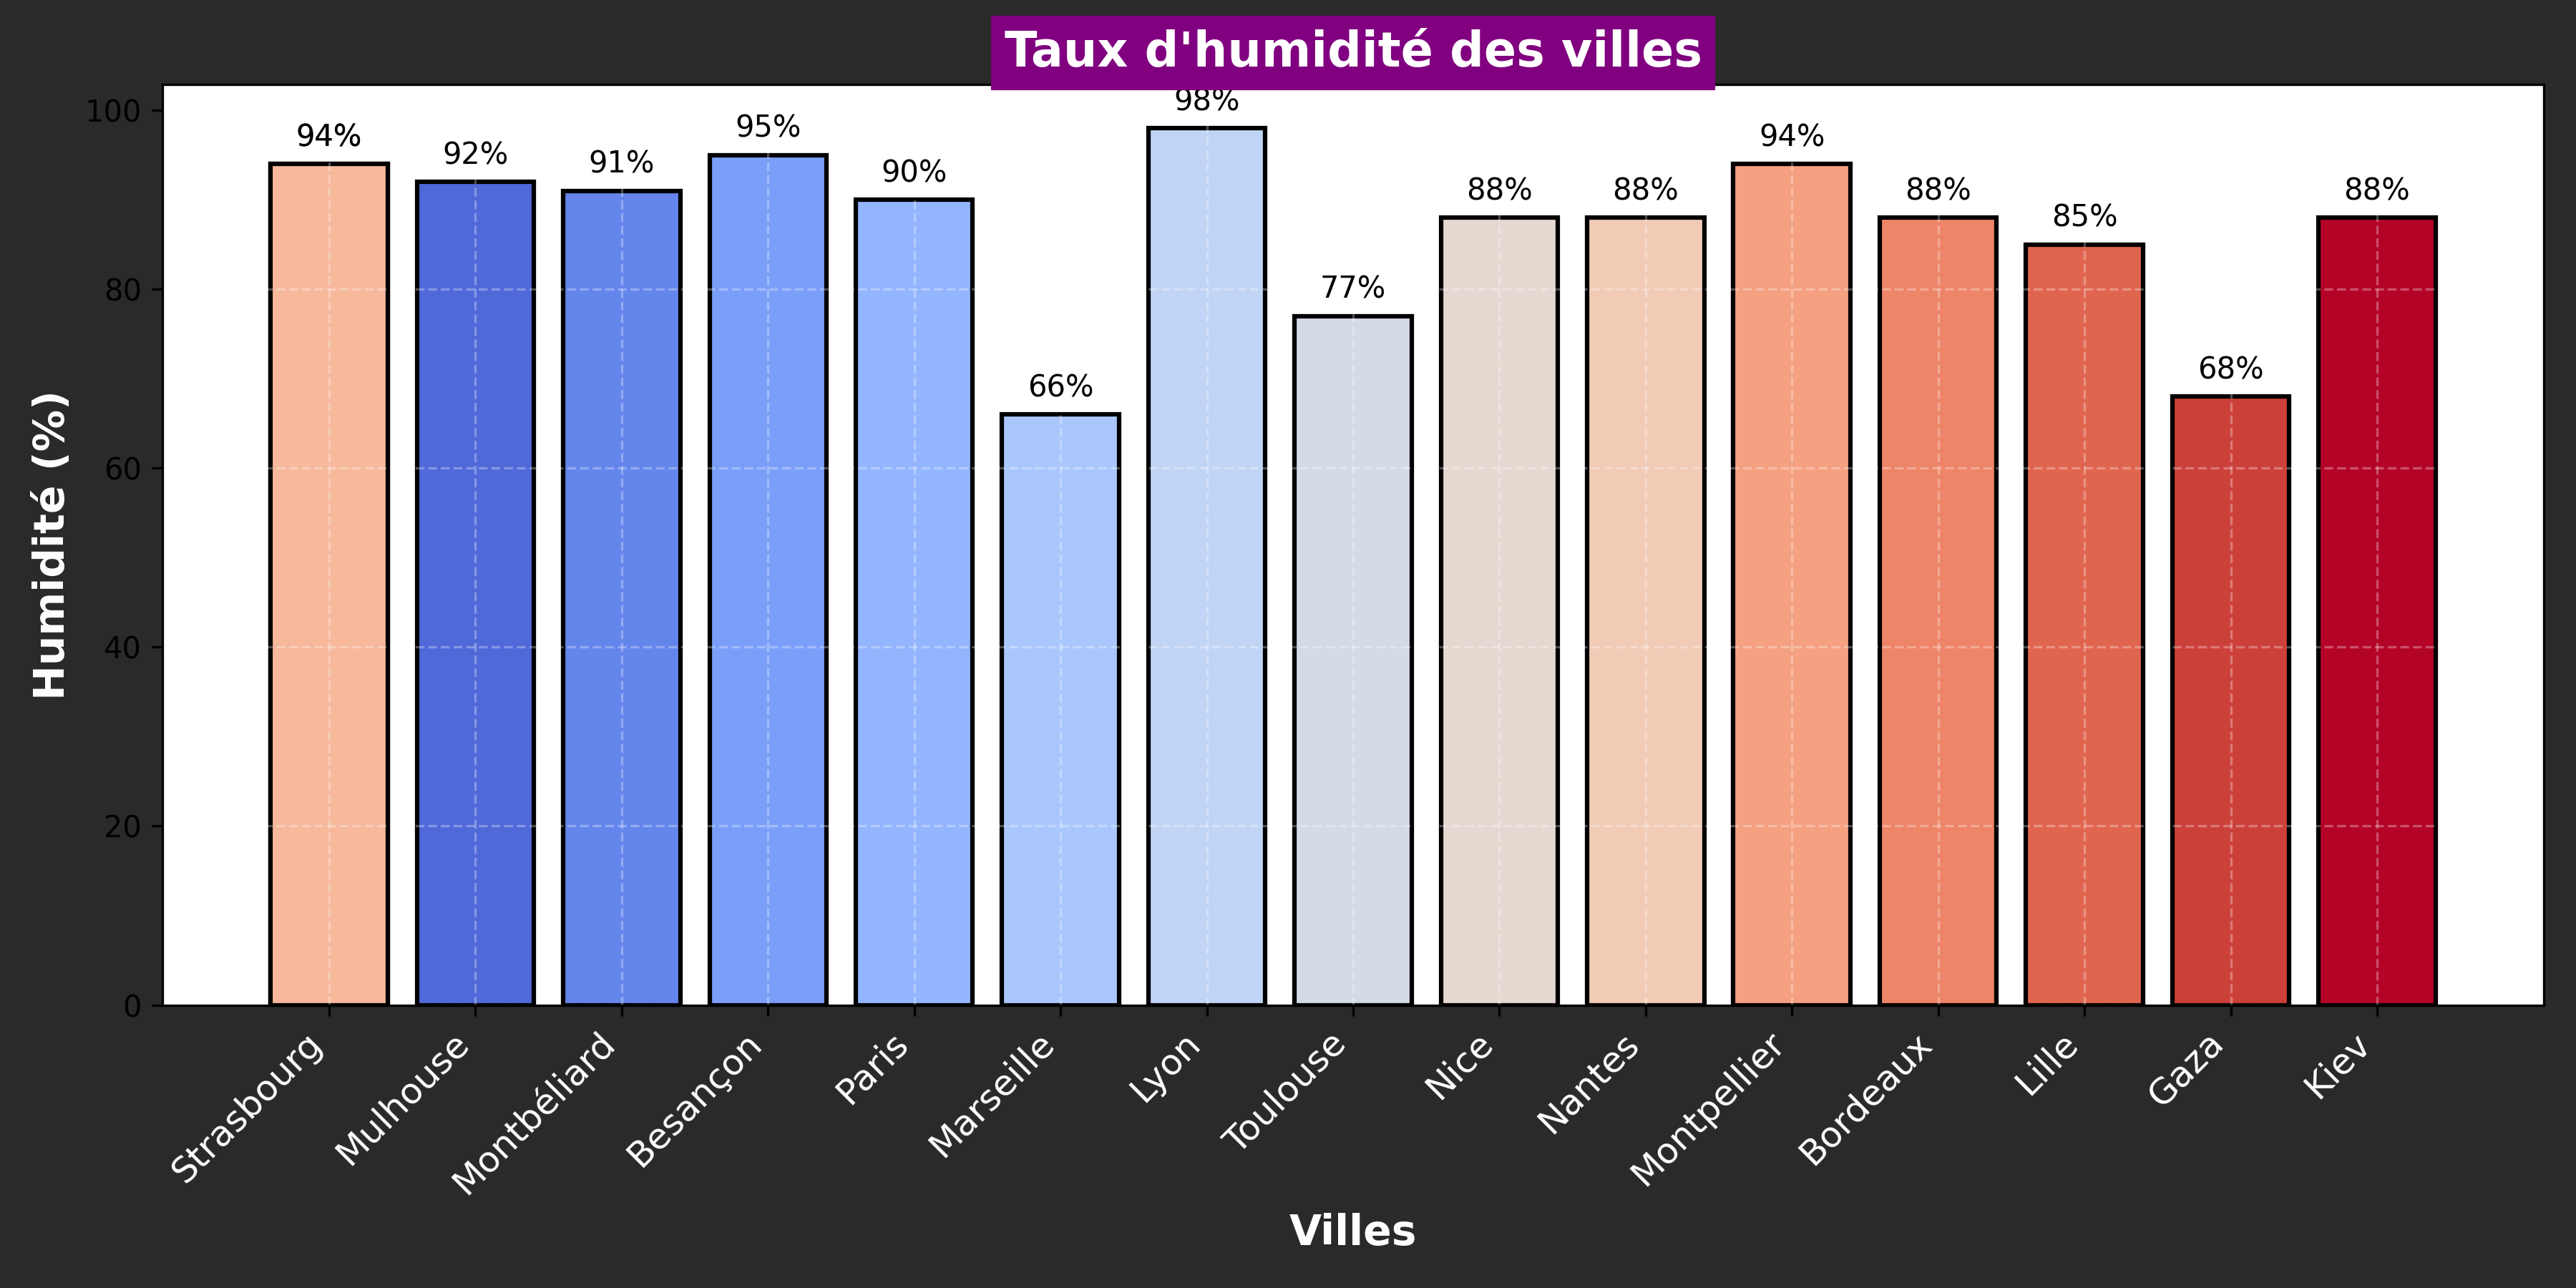 Taux d'humidité des villes
Humidité (%)
100
80
60
40
20
0
94%
92%
91%
95%
90%
66%
98%
77%
88%
88%
94%
88%
85%
68%
88%
Strasbourg
Mulhouse
Montbéliard
Besançon
Paris
Marseille
Lyon
Toulouse
Nice
Nantes
Montpellier
Bordeaux
Lille
Gaza
Kiev
Villes